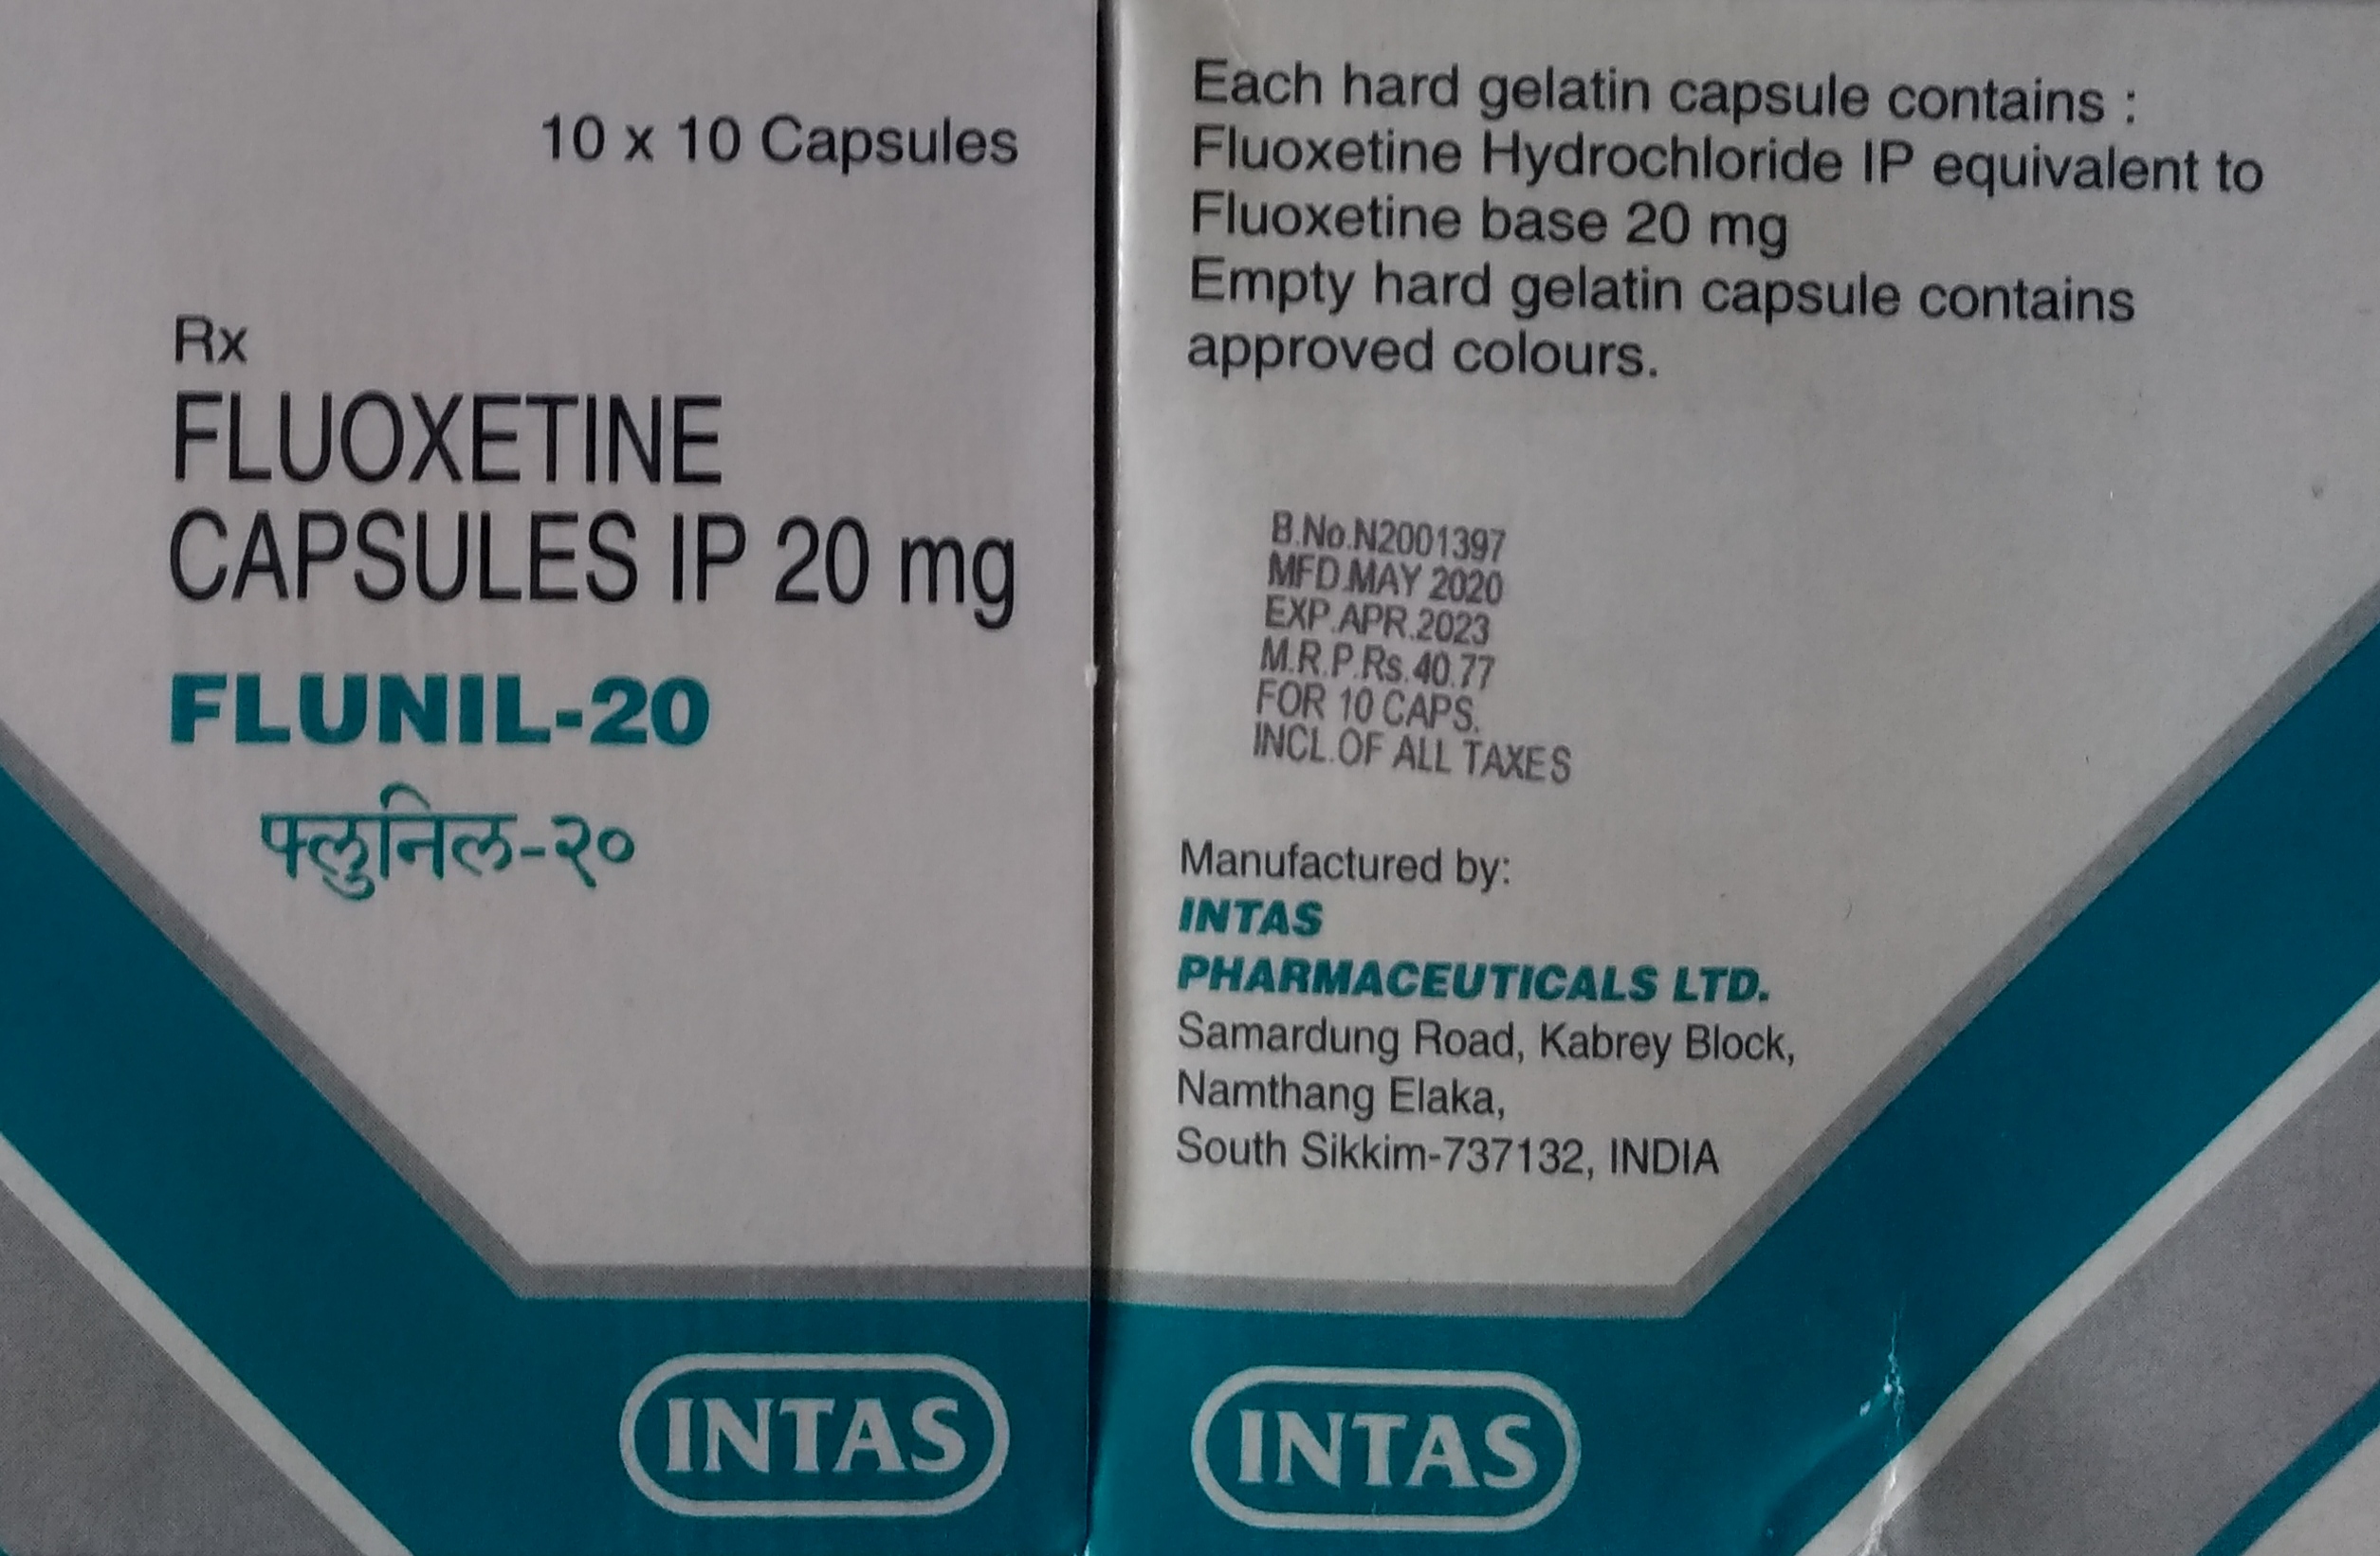 10 x 10 Capsules
Rx
FLUOXETINE
CAPSULES IP 20 mg
FLUNIL-20
फ्लुनिल-२०
INTAS
Each hard gelatin capsule contains :
Fluoxetine Hydrochloride IP equivalent to
Fluoxetine base 20 mg
Empty hard gelatin capsule contains
approved colours.
B.No.N2001397
MFD.MAY 2020
EXP.APR.2023
M.R.P.Rs.40.77
FOR 10 CAPS.
INCL.OF ALL TAXES
Manufactured by:
INTAS
PHARMACEUTICALS LTD.
Samardung Road, Kabrey Block,
Namthang Elaka,
South Sikkim-737132, INDIA
INTAS